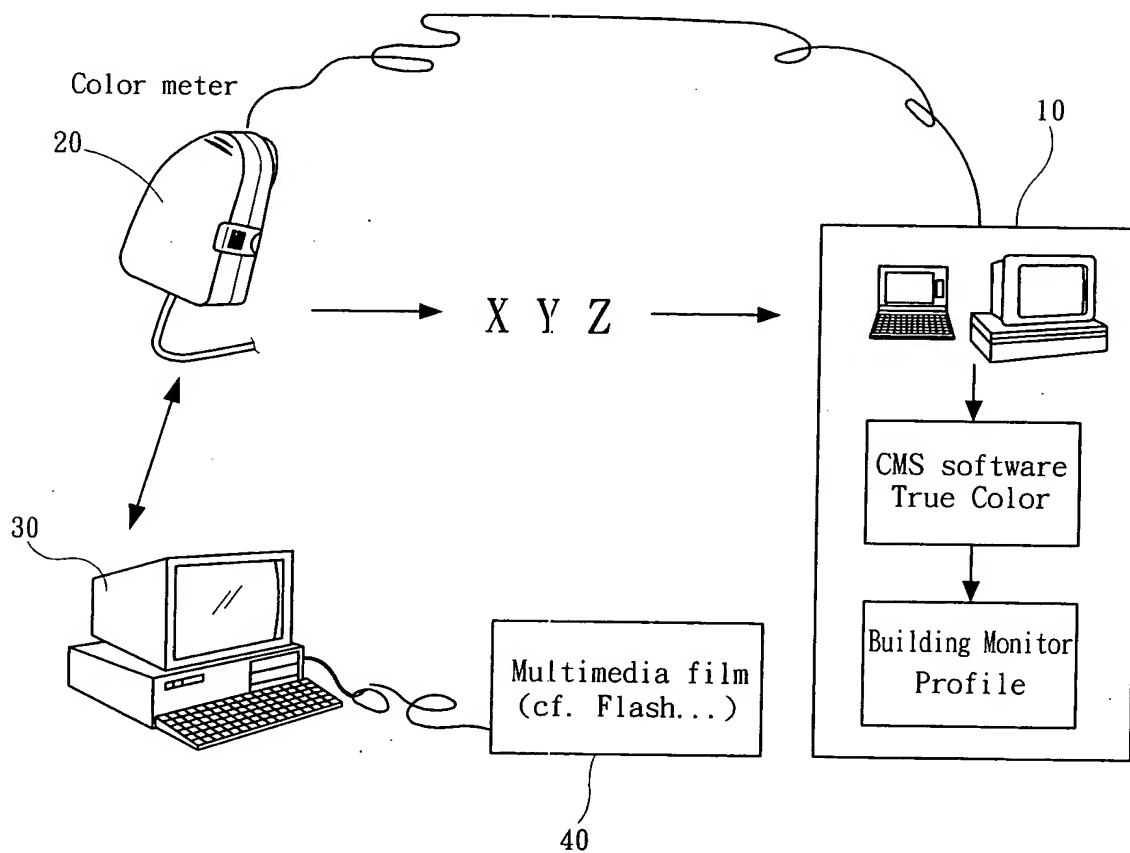 Color meter
10
20
X Y Z
CMS software
True Color
30
Building Monitor
Profile
Multimedia film
(cf. Flash...)
40